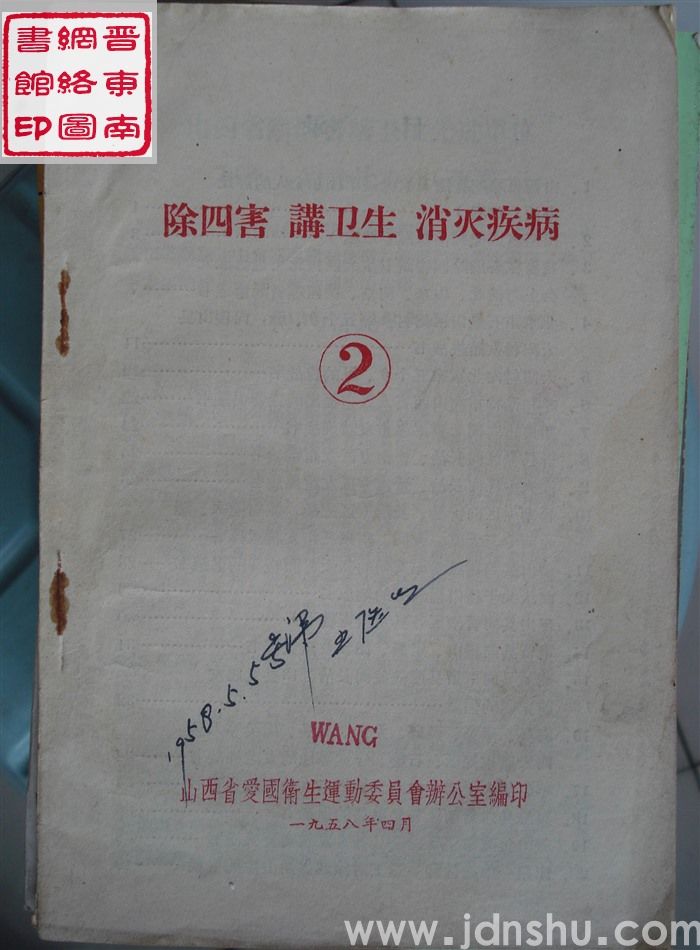 晋東南
網絡圖
書館印
除四害 講卫生 消灭疾病
2
1958.5.5
WANG
山西省愛國衛生運動委員會辦公室編印
一九五八年四月
www.jdnshu.com